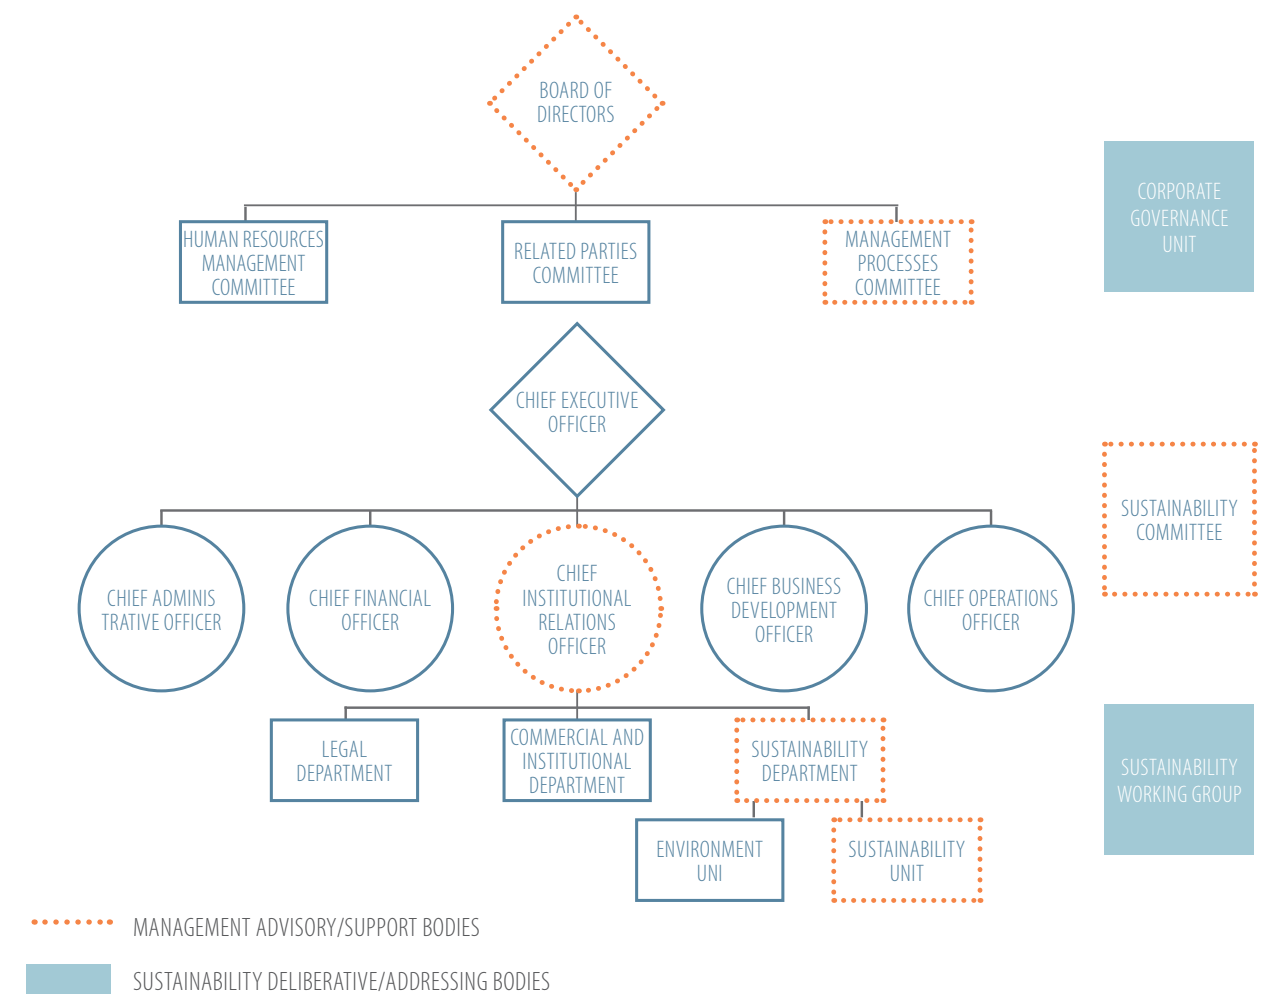 BOARD OF
DIRECTORS
HUMAN RESOURCES
MANAGEMENT
COMMITTEE
RELATED PARTIES
COMMITTEE
MANAGEMENT
PROCESSES
COMMITTEE
CORPORATE
GOVERNANCE
UNIT
CHIEF EXECUTIVE
OFFICER
SUSTAINABILITY
COMMITTEE
CHIEF ADMINIS
TRATIVE OFFICER
CHIEF FINANCIAL
OFFICER
CHIEF
INSTITUTIONAL
RELATIONS
OFFICER
CHIEF BUSINESS
DEVELOPMENT
OFFICER
CHIEF OPERATIONS
OFFICER
LEGAL
DEPARTMENT
COMMERCIAL AND
INSTITUTIONAL
DEPARTMENT
SUSTAINABILITY
DEPARTMENT
SUSTAINABILITY
WORKING GROUP
ENVIRONMENT
UNI
SUSTAINABILITY
UNIT
MANAGEMENT ADVISORY/SUPPORT BODIES
SUSTAINABILITY DELIBERATIVE/ADDRESSING BODIES